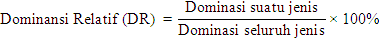 Dominansi Relatif (DR) = Dominasi suatu jenis / Dominasi seluruh jenis × 100%